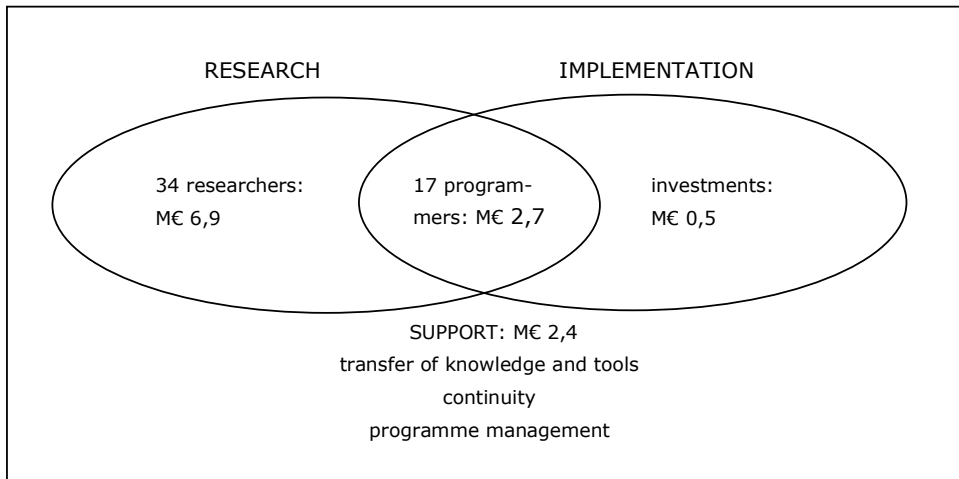 RESEARCH
IMPLEMENTATION
34 researchers:
M€ 6,9
17 program-
mers: M€ 2,7
investments:
M€ 0,5
SUPPORT: M€ 2,4
transfer of knowledge and tools
continuity
programme management